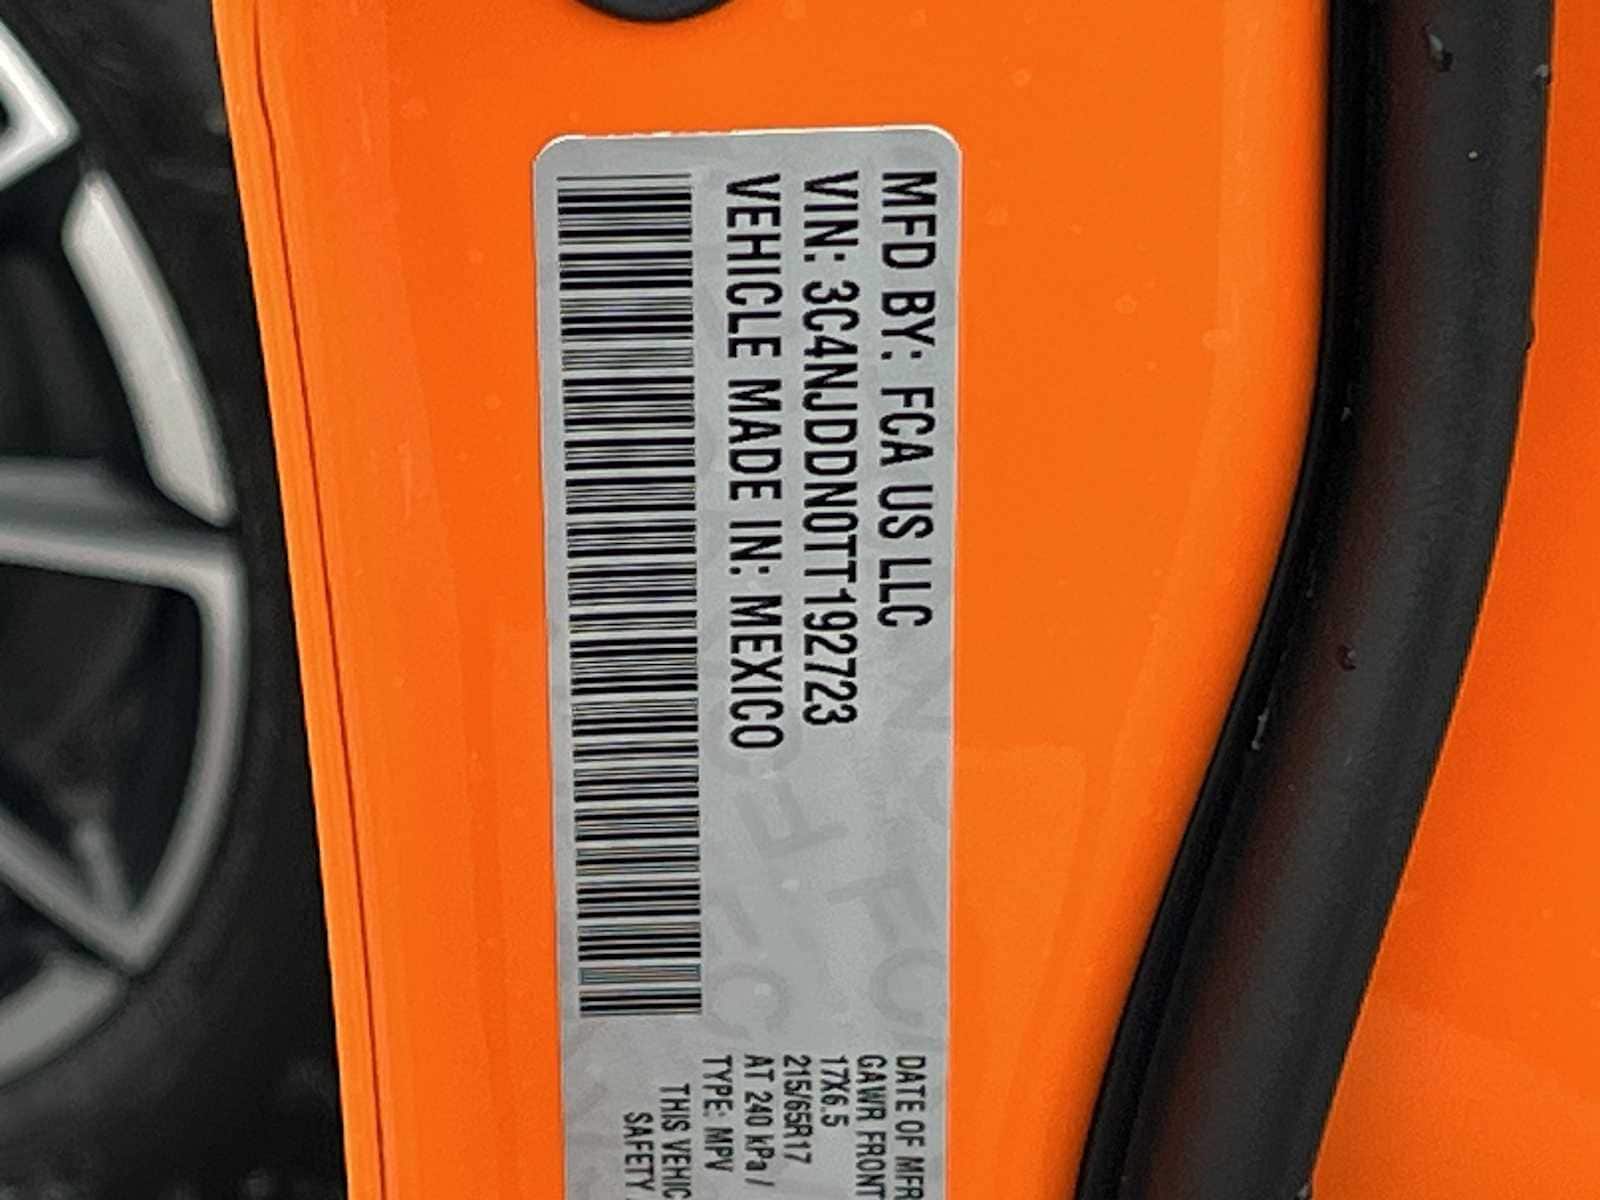 MFD BY: FCA US LLC
VIN: 3C4NJDDN0TT192723
VEHICLE MADE IN: MEXICO
DATE OF MFR
GAWR FRONT
17X6.5
215/65R17
AT 240 kPa /
TYPE: MPV
THIS VEHIC
SAFETY